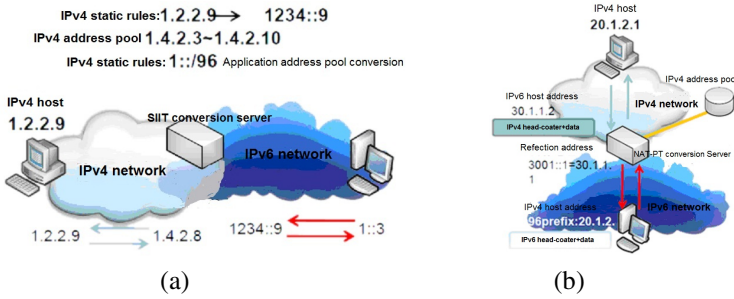 IPv4 static rules:1.2.2.9 → 1234::9
IPv4 address pool 1.4.2.3~1.4.2.10
IPv4 static rules: 1::/96 Application address pool conversion
IPv4 host
1.2.2.9
SIIT conversion server
IPv4 network
IPv6 network
1.2.2.9
1.4.2.8
1234::9
1::3
(a)
IPv4 host
20.1.2.1
IPv4 address poo
IPv6 host address
30.1.1.2
IPv4 network
IPv4 head-coater+data
Refection address
NAT-PT conversion Server
3001::1=30.1.1.
1
IPv4 host address
IPv6 network
96prefix:20.1.2.
IPv6 head-coater+data
(b)